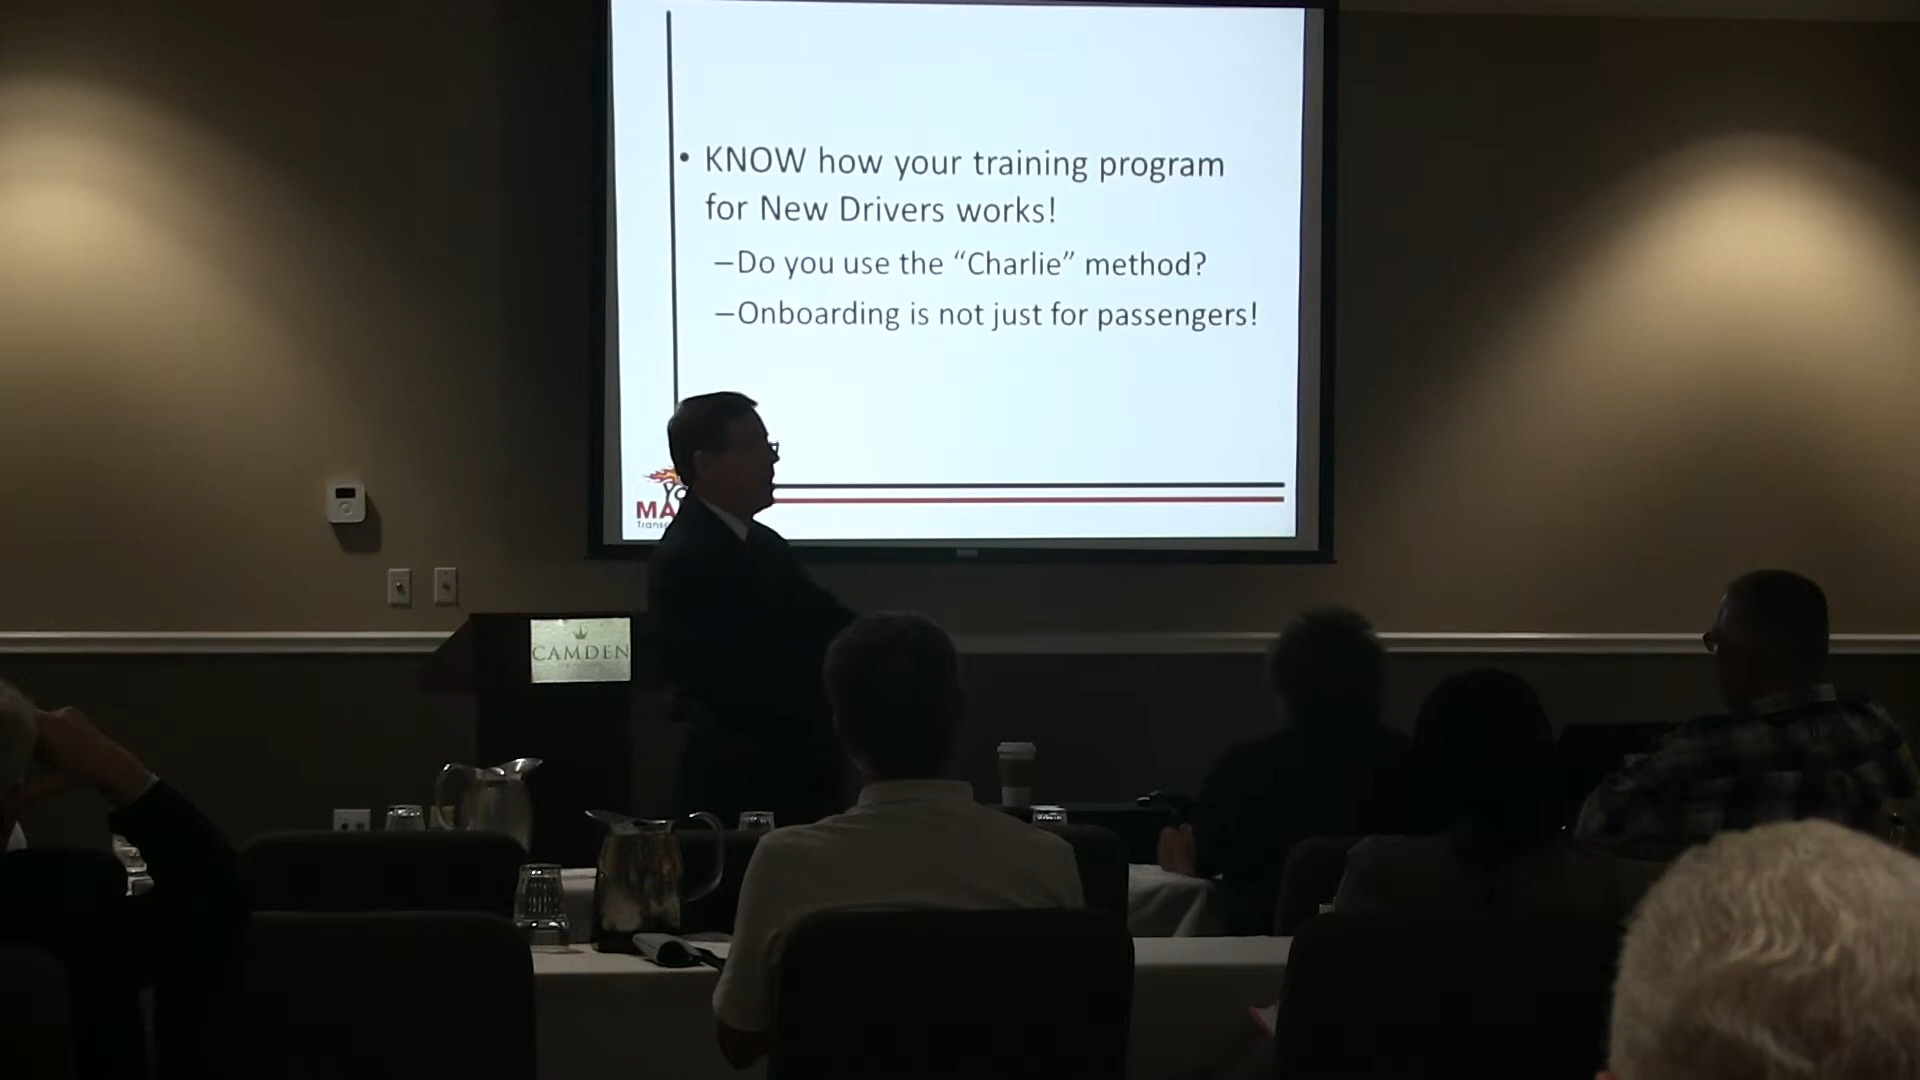 • KNOW how your training program
for New Drivers works!
–Do you use the “Charlie” method?
–Onboarding is not just for passengers!
CAMDEN